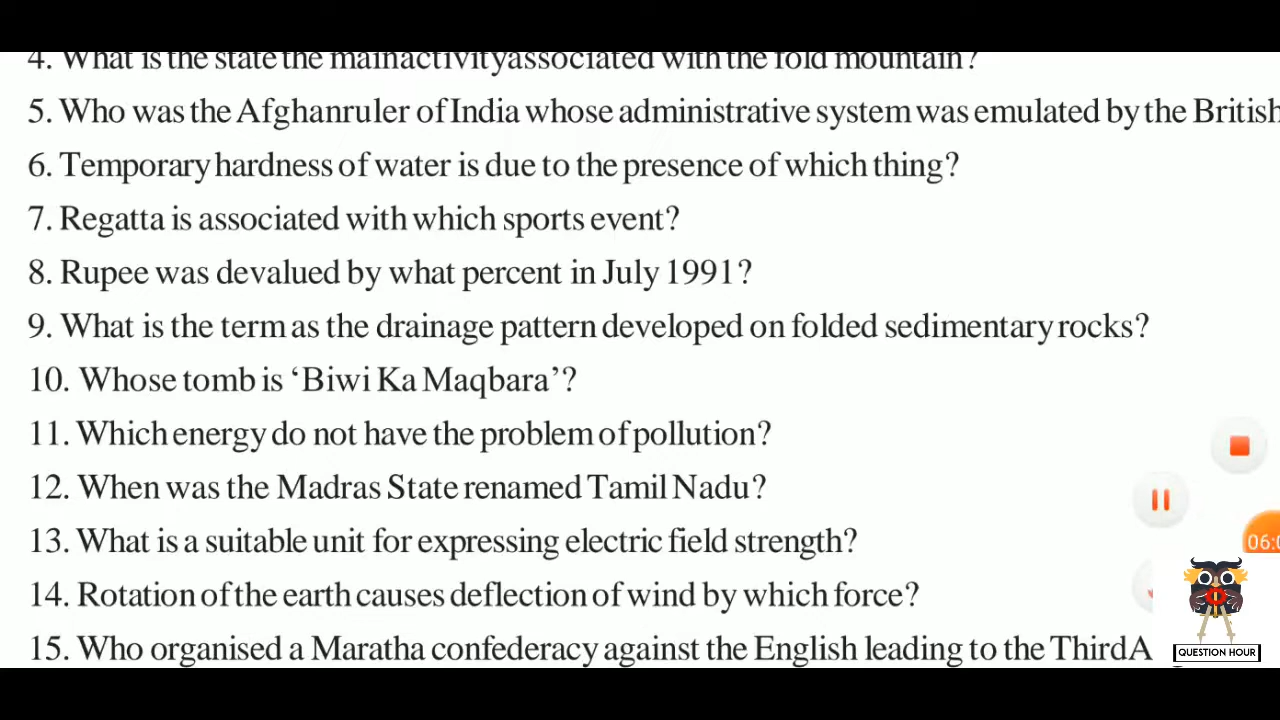 4. What is the state the mainactivityassociated with the fold mountain?
5. Who was the Afghanruler of India whose administrative system was emulated by the British
6. Temporary hardness of water is due to the presence of which thing?
7. Regatta is associated with which sports event?
8. Rupee was devalued by what percent in July 1991?
9. What is the term as the drainage pattern developed on folded sedimentary rocks?
10. Whose tomb is ‘Biwi Ka Maqbara’?
11. Which energy do not have the problem of pollution?
12. When was the Madras State renamed Tamil Nadu?
13. What is a suitable unit for expressing electric field strength?
14. Rotation of the earth causes deflection of wind by which force?
15. Who organised a Maratha confederacy against the English leading to the Third A
06:0
QUESTION HOUR